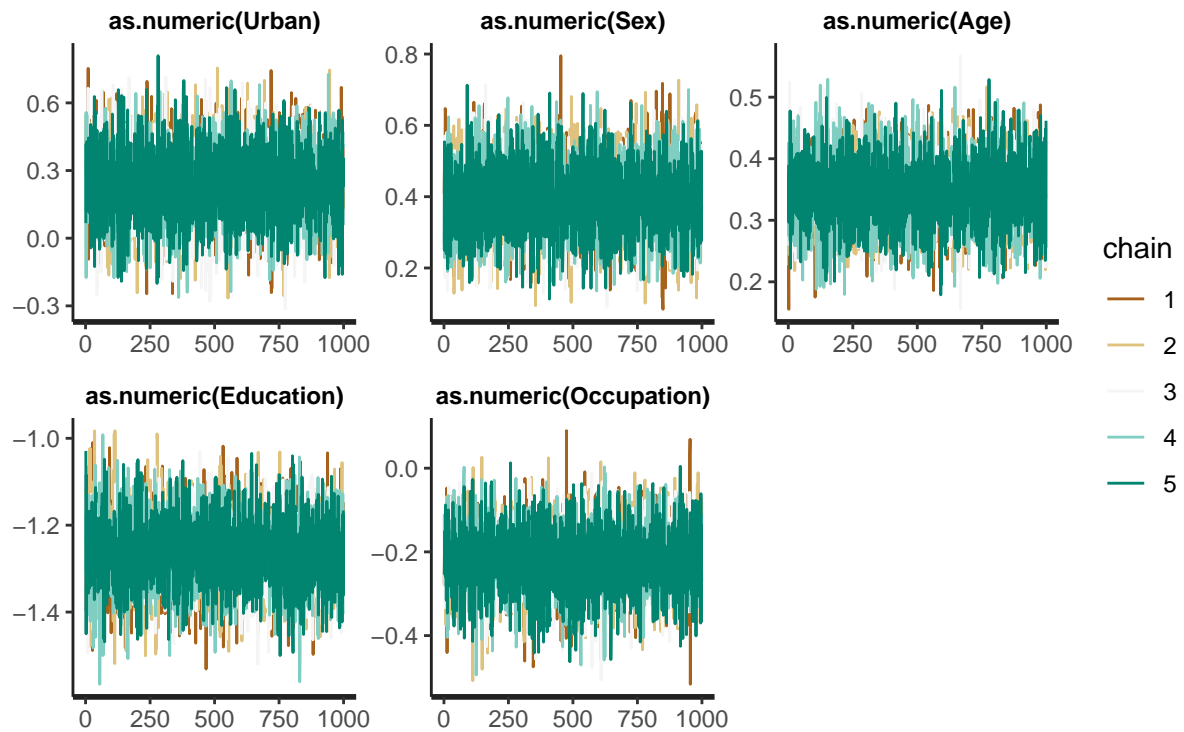 as.numeric(Urban) as.numeric(Sex) as.numeric(Age)
0.6
0.3
0.0
−0.3
0 250 500 750 1000
0.8
0.6
0.4
0.2
0 250 500 750 1000
0.5
0.4
0.3
0.2
0 250 500 750 1000
as.numeric(Education) as.numeric(Occupation)
−1.0
−1.2
−1.4
0 250 500 750 1000
0.0
−0.2
−0.4
0 250 500 750 1000
chain
1
2
3
4
5